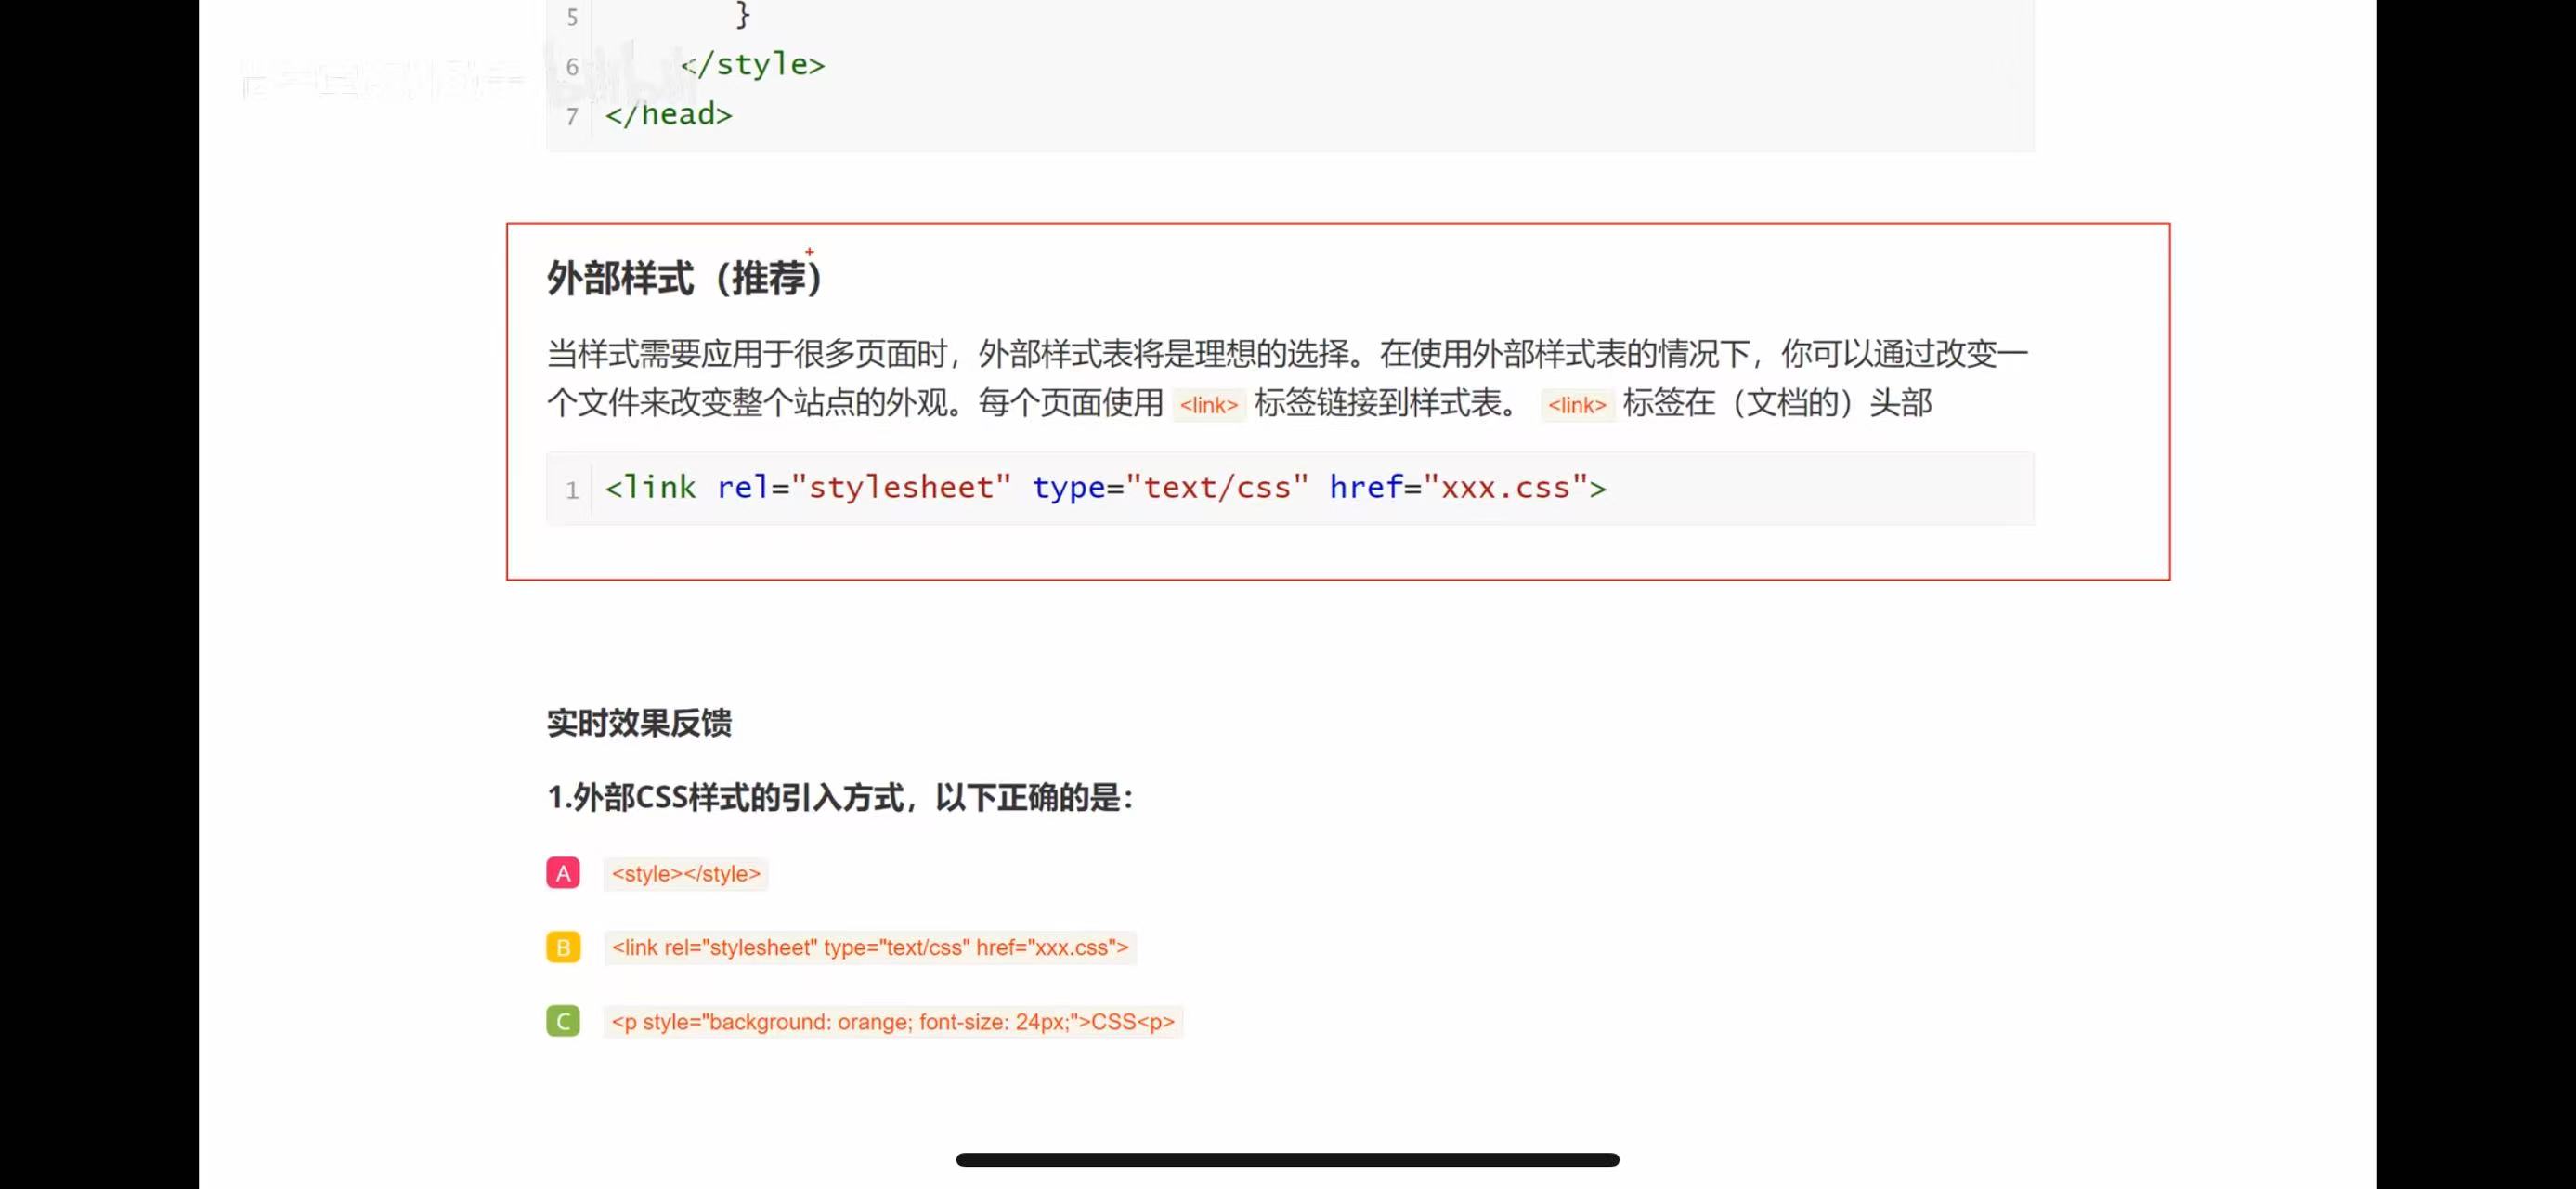 5 }
6 </style>
7 </head>
外部样式（推荐）
当样式需要应用于很多页面时，外部样式表将是理想的选择。在使用外部样式表的情况下，你可以通过改变一
个文件来改变整个站点的外观。每个页面使用 <link> 标签链接到样式表。 <link> 标签在（文档的）头部
1 <link rel="stylesheet" type="text/css" href="xxx.css">
实时效果反馈
1.外部CSS样式的引入方式，以下正确的是：
A <style></style>
B <link rel="stylesheet" type="text/css" href="xxx.css">
C <p style="background: orange; font-size: 24px;">CSS<p>